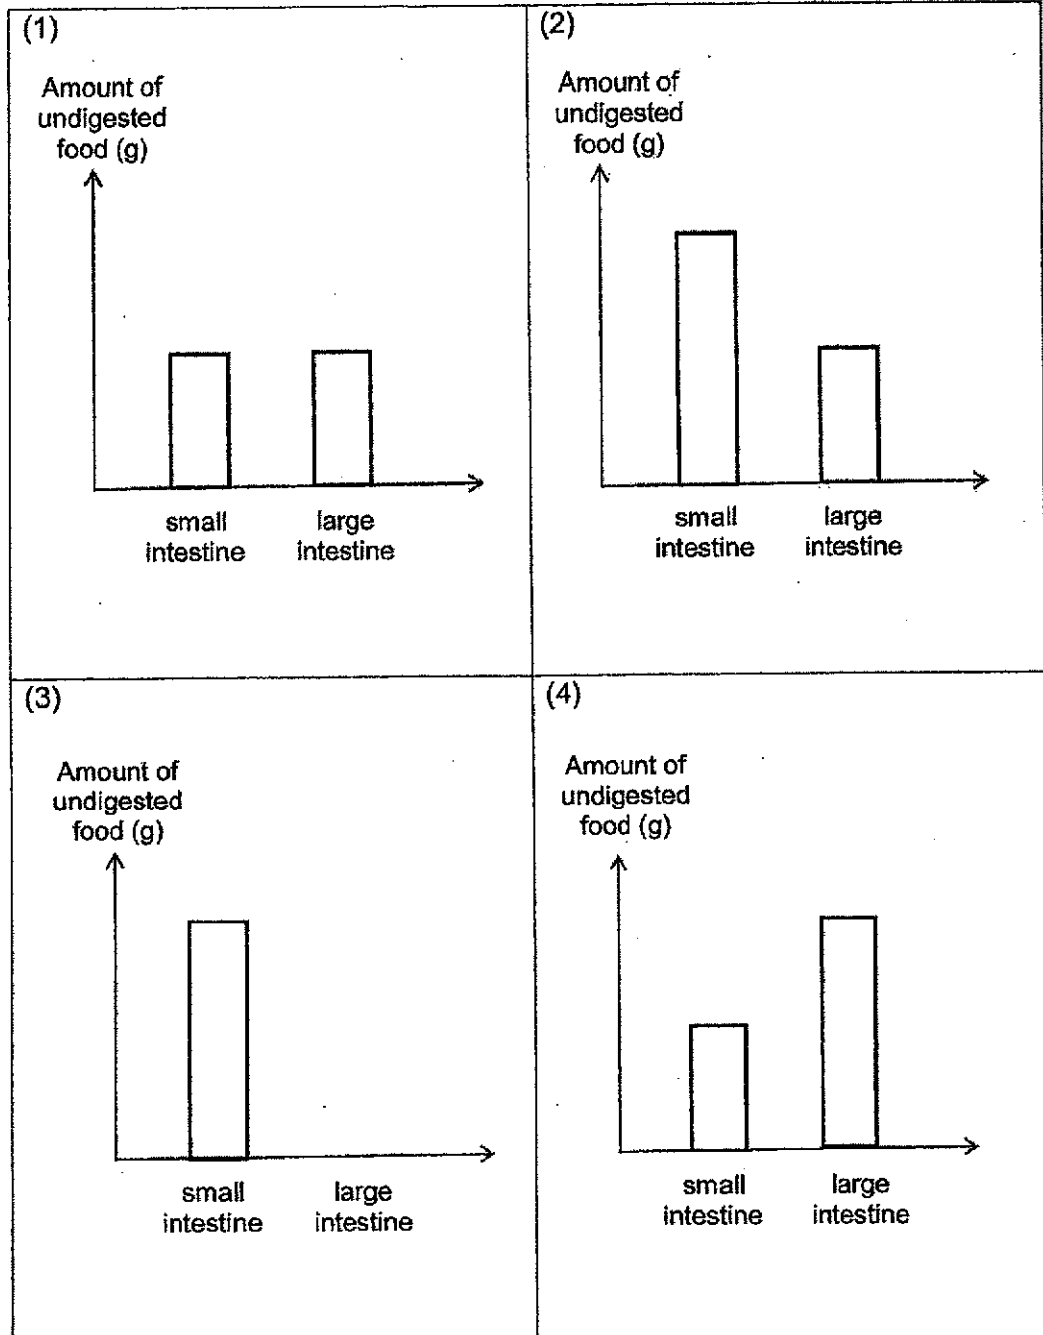 (1)
Amount of
undigested
food (g)
small
intestine
large
intestine
(2)
Amount of
undigested
food (g)
small
intestine
large
intestine
(3)
Amount of
undigested
food (g)
small
intestine
large
intestine
(4)
Amount of
undigested
food (g)
small
intestine
large
intestine